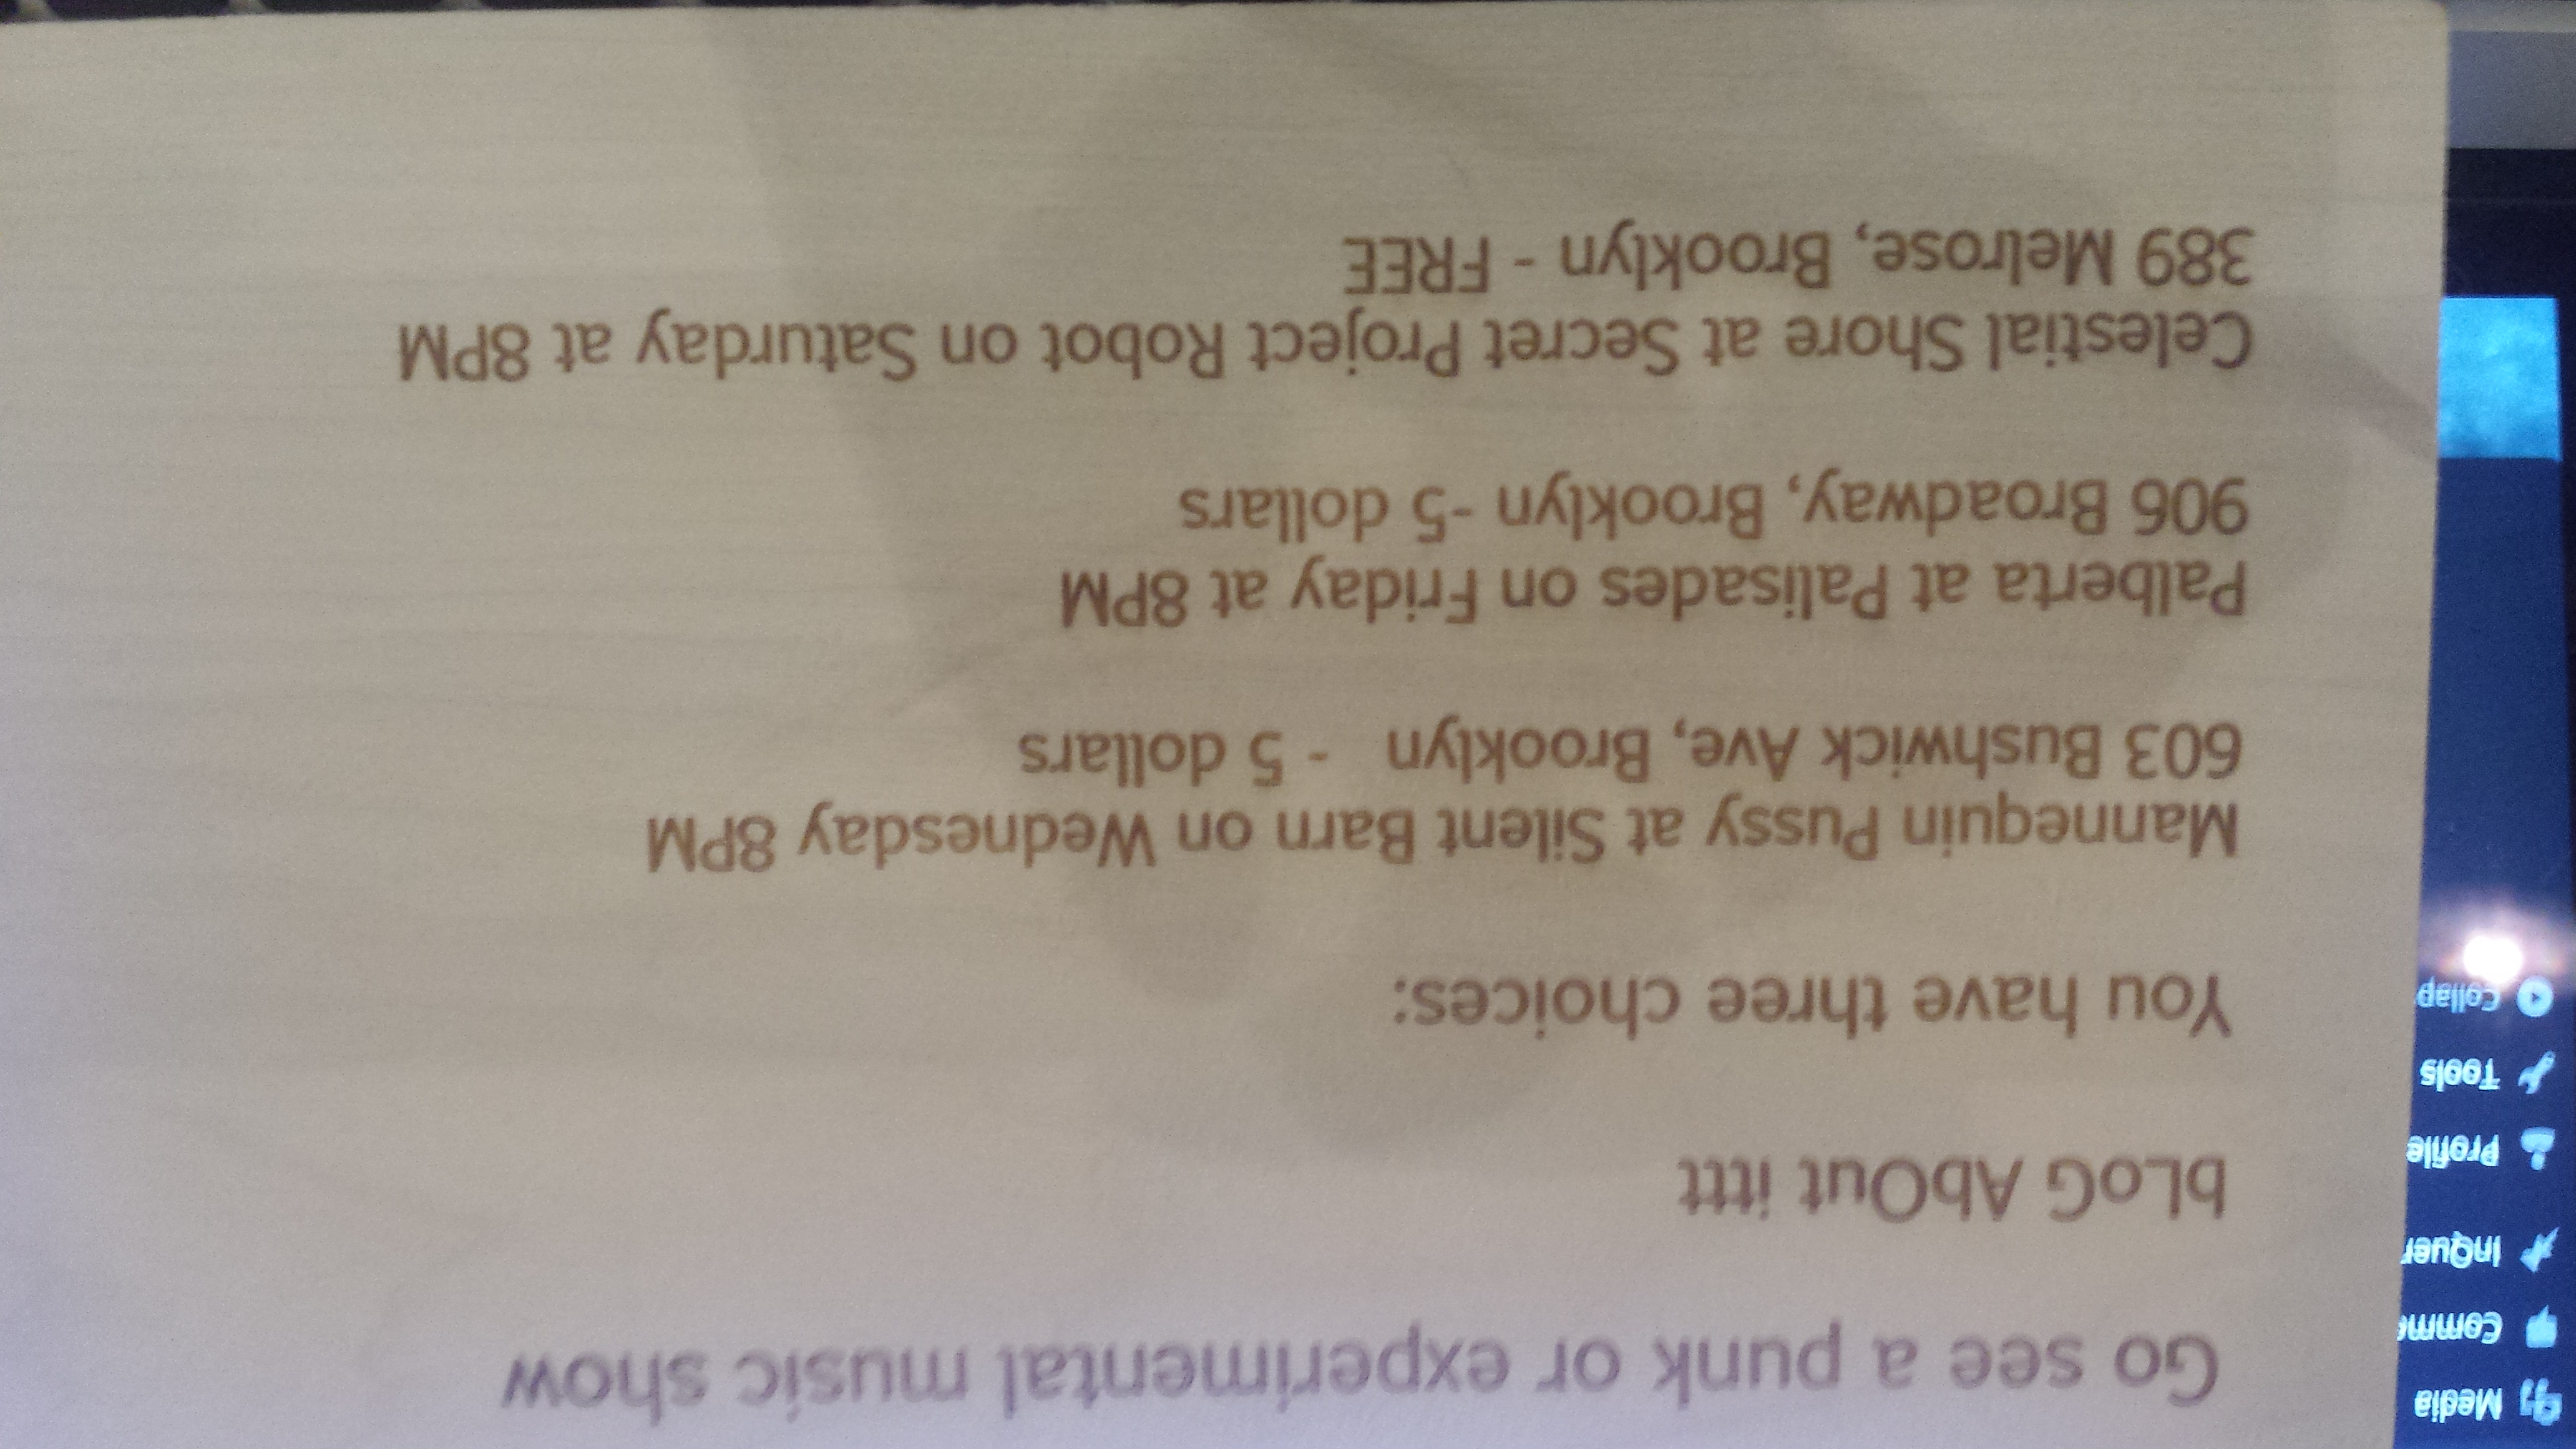 Media
Comme
InQuer
Profile
Tools
Collap
Go see a punk or experimental music show
bLoG AbOut ittt
You have three choices:
Mannequin Pussy at Silent Barn on Wednesday 8PM
603 Bushwick Ave, Brooklyn - 5 dollars
Palberta at Palisades on Friday at 8PM
906 Broadway, Brooklyn -5 dollars
Celestial Shore at Secret Project Robot on Saturday at 8PM
389 Melrose, Brooklyn - FREE